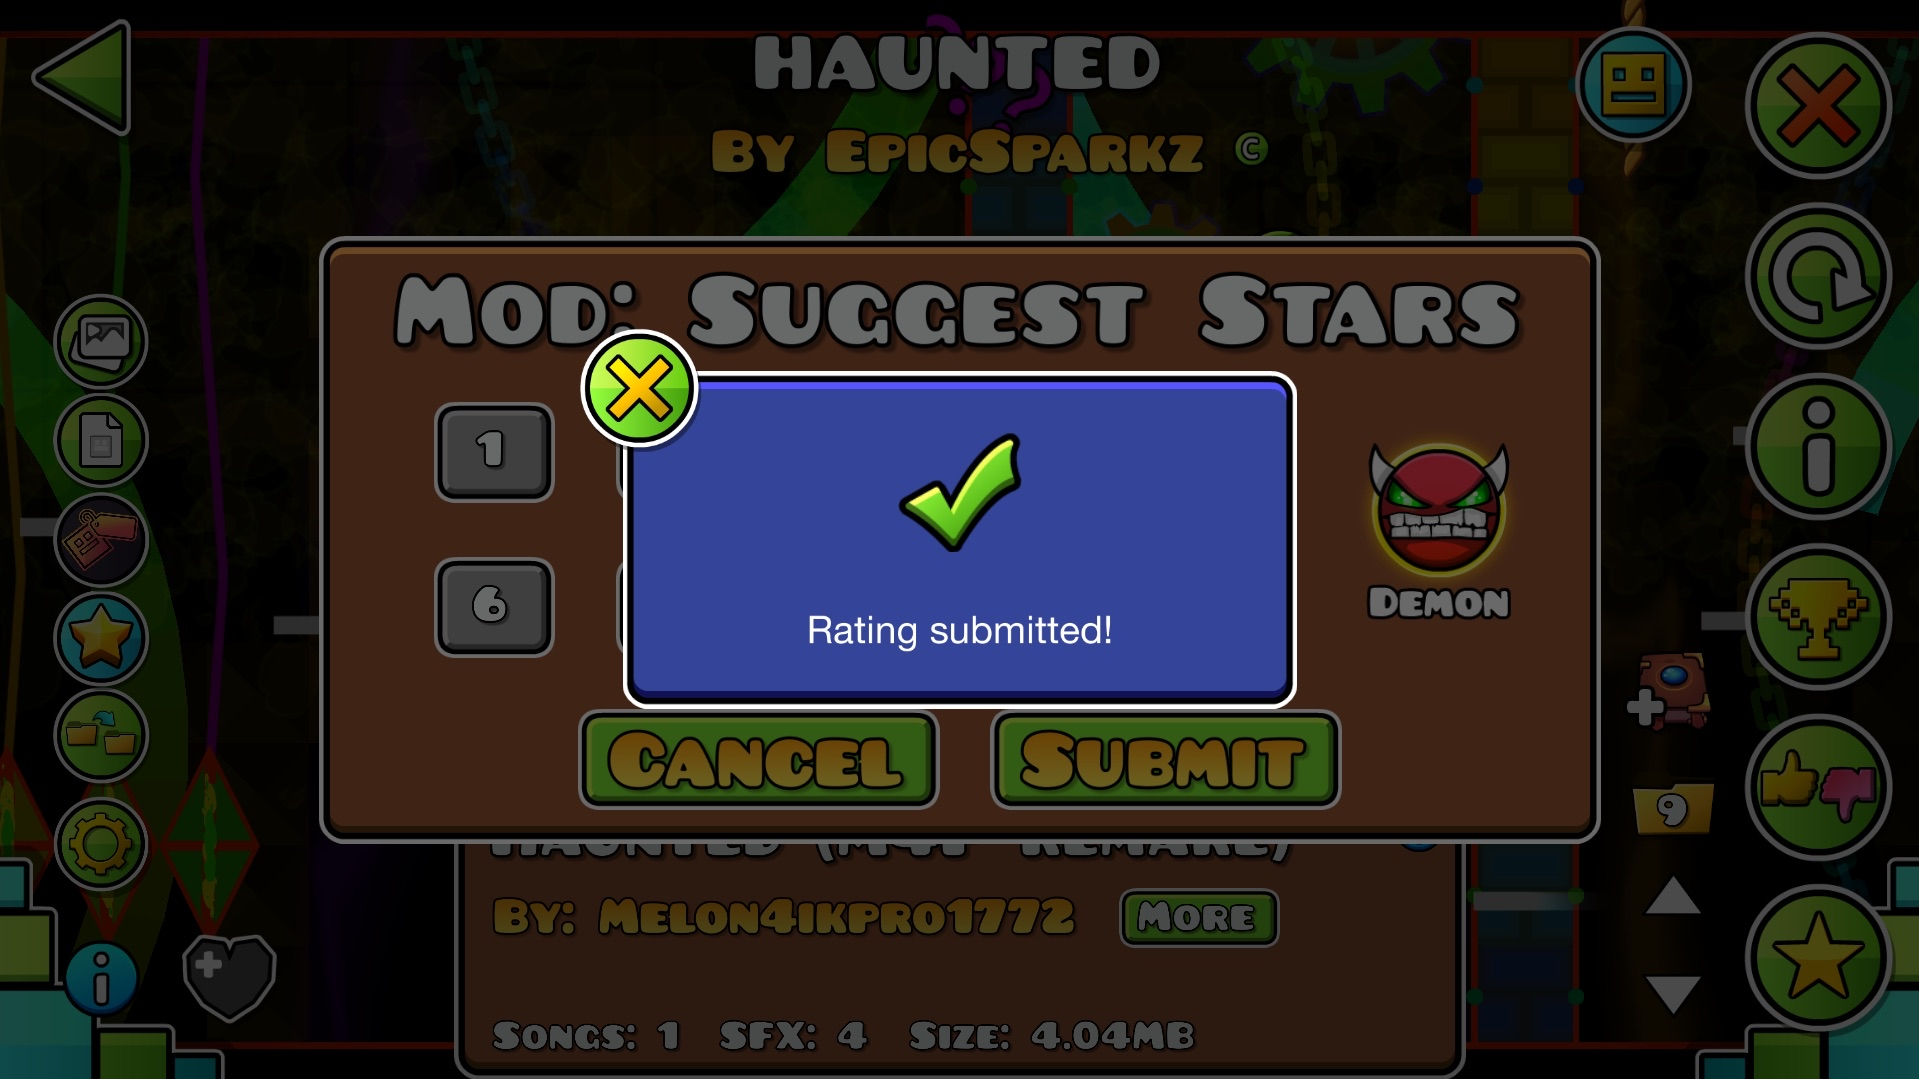 HAUNTED
BY EPICSPARKZ ©
MOD: SUGGEST STARS
1
6
DEMON
Rating submitted!
CANCEL SUBMIT
9
BY: MELON4IKPRO1772 MORE
SONGS: 1 SFX: 4 SIZE: 4.04MB